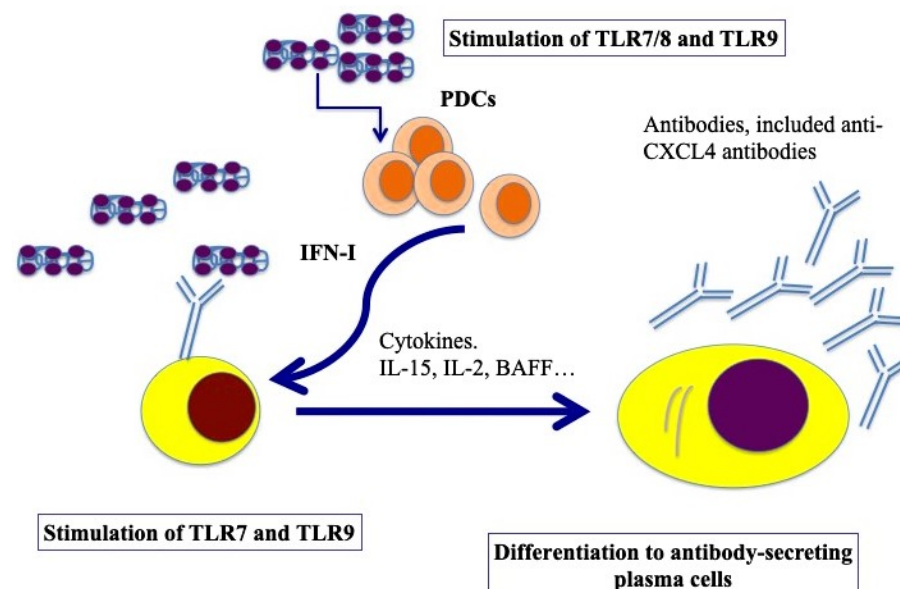 Stimulation of TLR7/8 and TLR9
PDCs
Antibodies, included anti-
CXCL4 antibodies
IFN-I
Cytokines.
IL-15, IL-2, BAFF…
Stimulation of TLR7 and TLR9
Differentiation to antibody-secreting
plasma cells